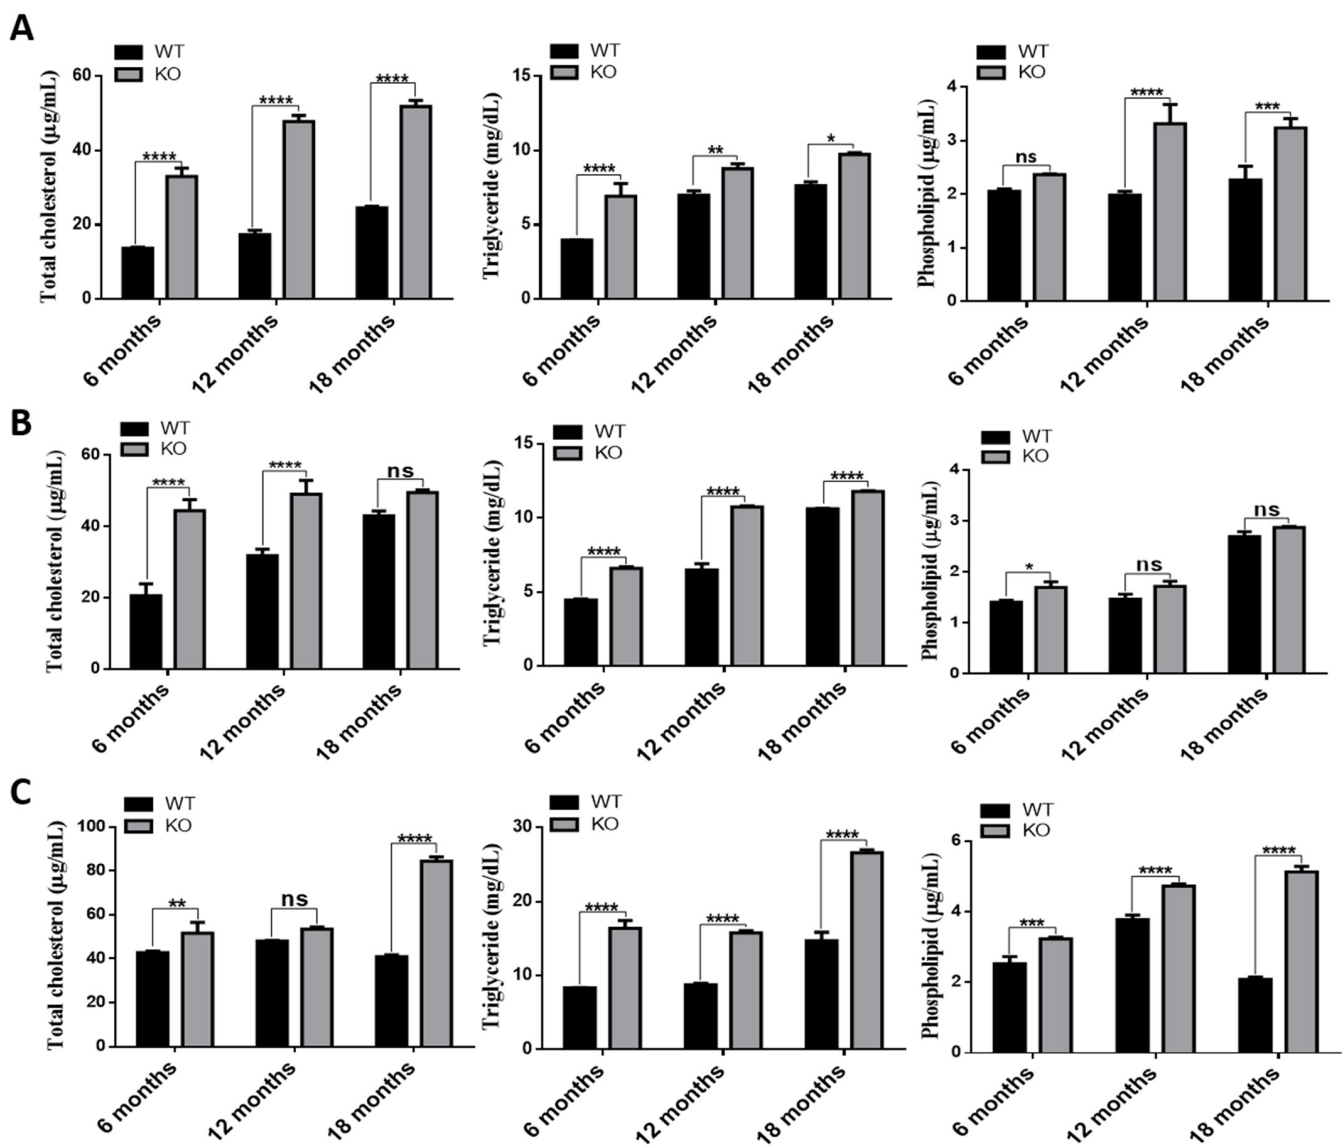 A
WT
KO
Total cholesterol (µg/mL)
60
40
20
0
****
****
****
6 months
12 months
18 months
WT
KO
Triglyceride (mg/dL)
15
10
5
0
****
**
*
6 months
12 months
18 months
WT
KO
Phospholipid (µg/mL)
4
3
2
1
0
ns
****
***
6 months
12 months
18 months
B
WT
KO
Total cholesterol (µg/mL)
60
40
20
0
****
****
ns
6 months
12 months
18 months
WT
KO
Triglyceride (mg/dL)
15
10
5
0
****
****
****
6 months
12 months
18 months
WT
KO
Phospholipid (µg/mL)
4
3
2
1
0
*
ns
ns
6 months
12 months
18 months
C
WT
KO
Total cholesterol (µg/mL)
100
80
60
40
20
0
**
ns
****
6 months
12 months
18 months
WT
KO
Triglyceride (mg/dL)
30
20
10
0
****
****
****
6 months
12 months
18 months
WT
KO
Phospholipid (µg/mL)
6
4
2
0
***
****
****
6 months
12 months
18 months